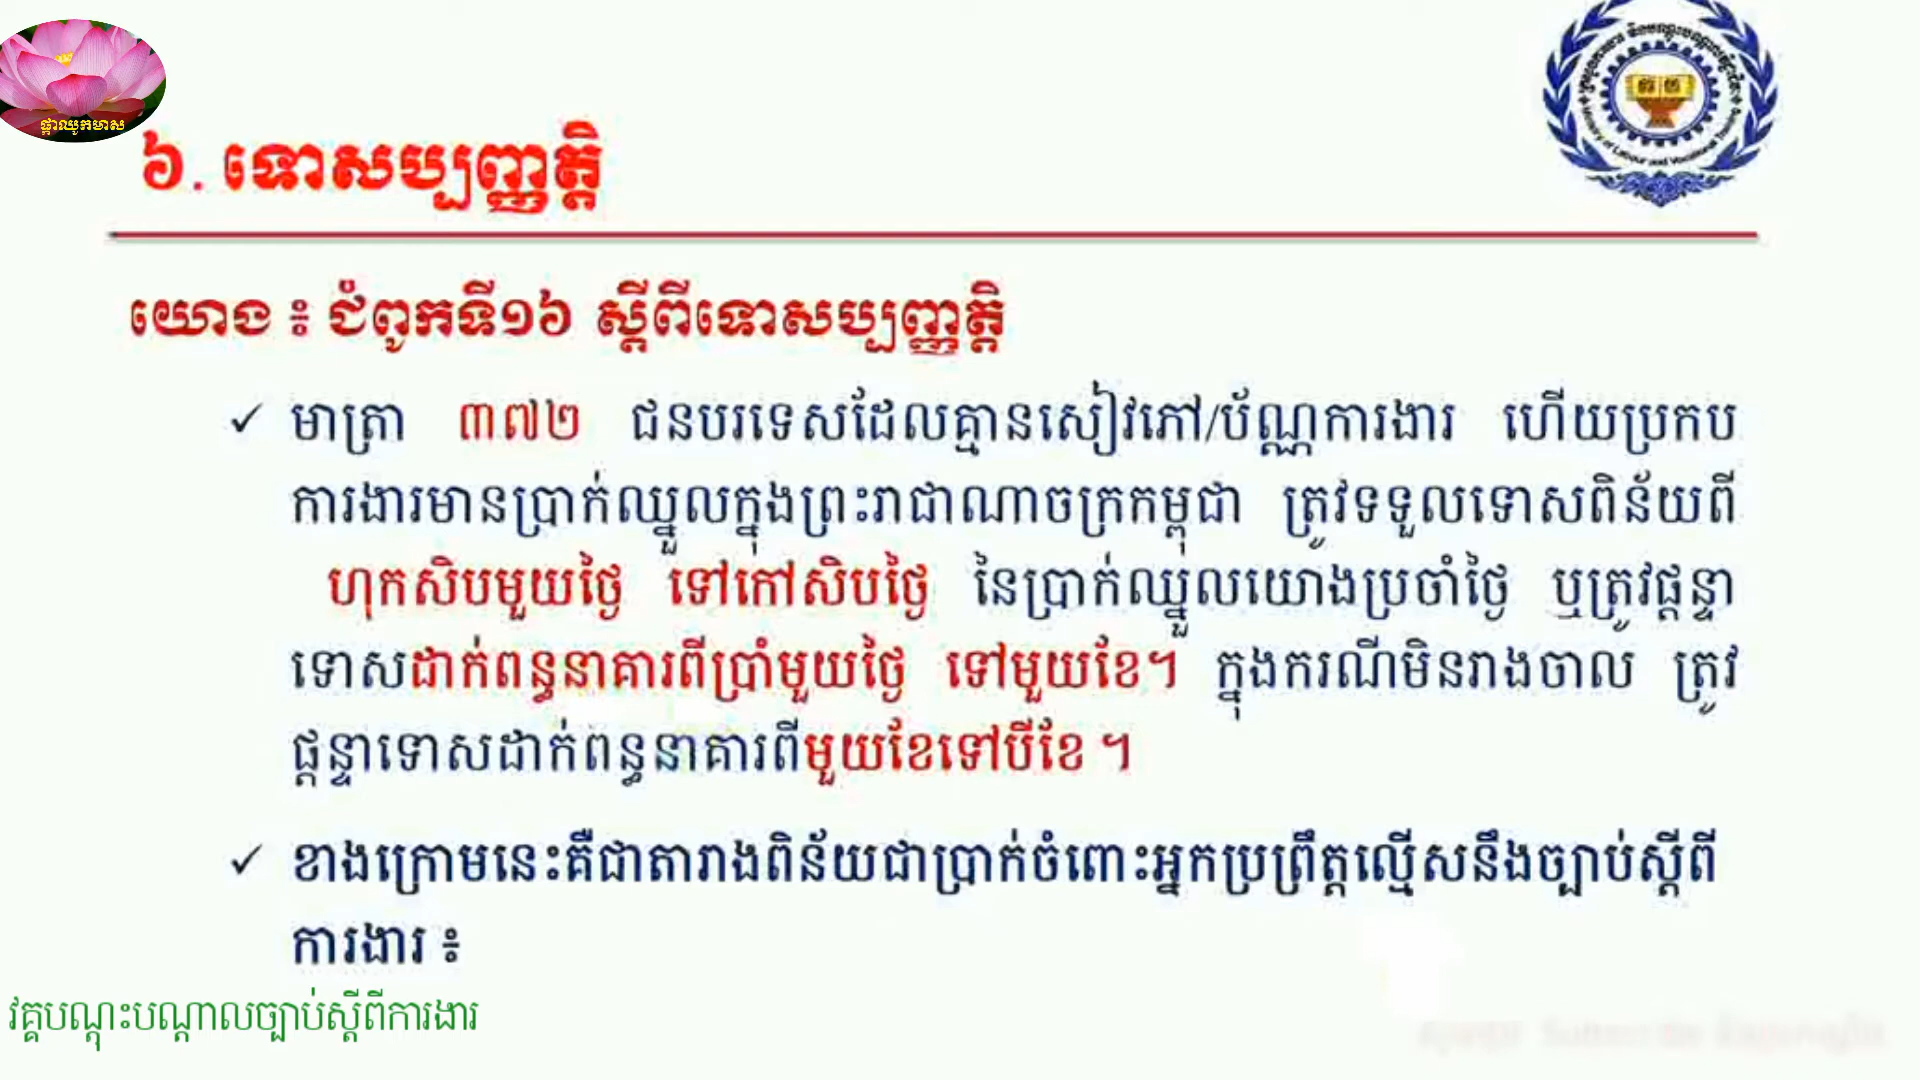 ផ្កាឈូកមាស
Ministry of Labour and Vocational Training
៦. ទោសប្បញ្ញត្តិ
យោង ៖ ជំពូកទី១៦ ស្តីពីទោសប្បញ្ញត្តិ
✓ មាត្រា ៣៧២ ជនបរទេសដែលគ្មានសៀវភៅ/ប័ណ្ណការងារ ហើយប្រកប
ការងារមានប្រាក់ឈ្នួលក្នុងព្រះរាជាណាចក្រកម្ពុជា ត្រូវទទួលទោសពិន័យពី
ហុកសិបមួយថ្ងៃ ទៅកៅសិបថ្ងៃ នៃប្រាក់ឈ្នួលយោងប្រចាំថ្ងៃ ឬត្រូវផ្តន្ទា
ទោសដាក់ពន្ធនាគារពីប្រាំមួយថ្ងៃ ទៅមួយខែ។ ក្នុងករណីមិនរាងចាល ត្រូវ
ផ្តន្ទាទោសដាក់ពន្ធនាគារពីមួយខែទៅបីខែ ។
✓ ខាងក្រោមនេះគឺជាតារាងពិន័យជាប្រាក់ចំពោះអ្នកប្រព្រឹត្តល្មើសនឹងច្បាប់ស្តីពី
ការងារ ៖
វគ្គបណ្តុះបណ្តាលច្បាប់ស្តីពីការងារ